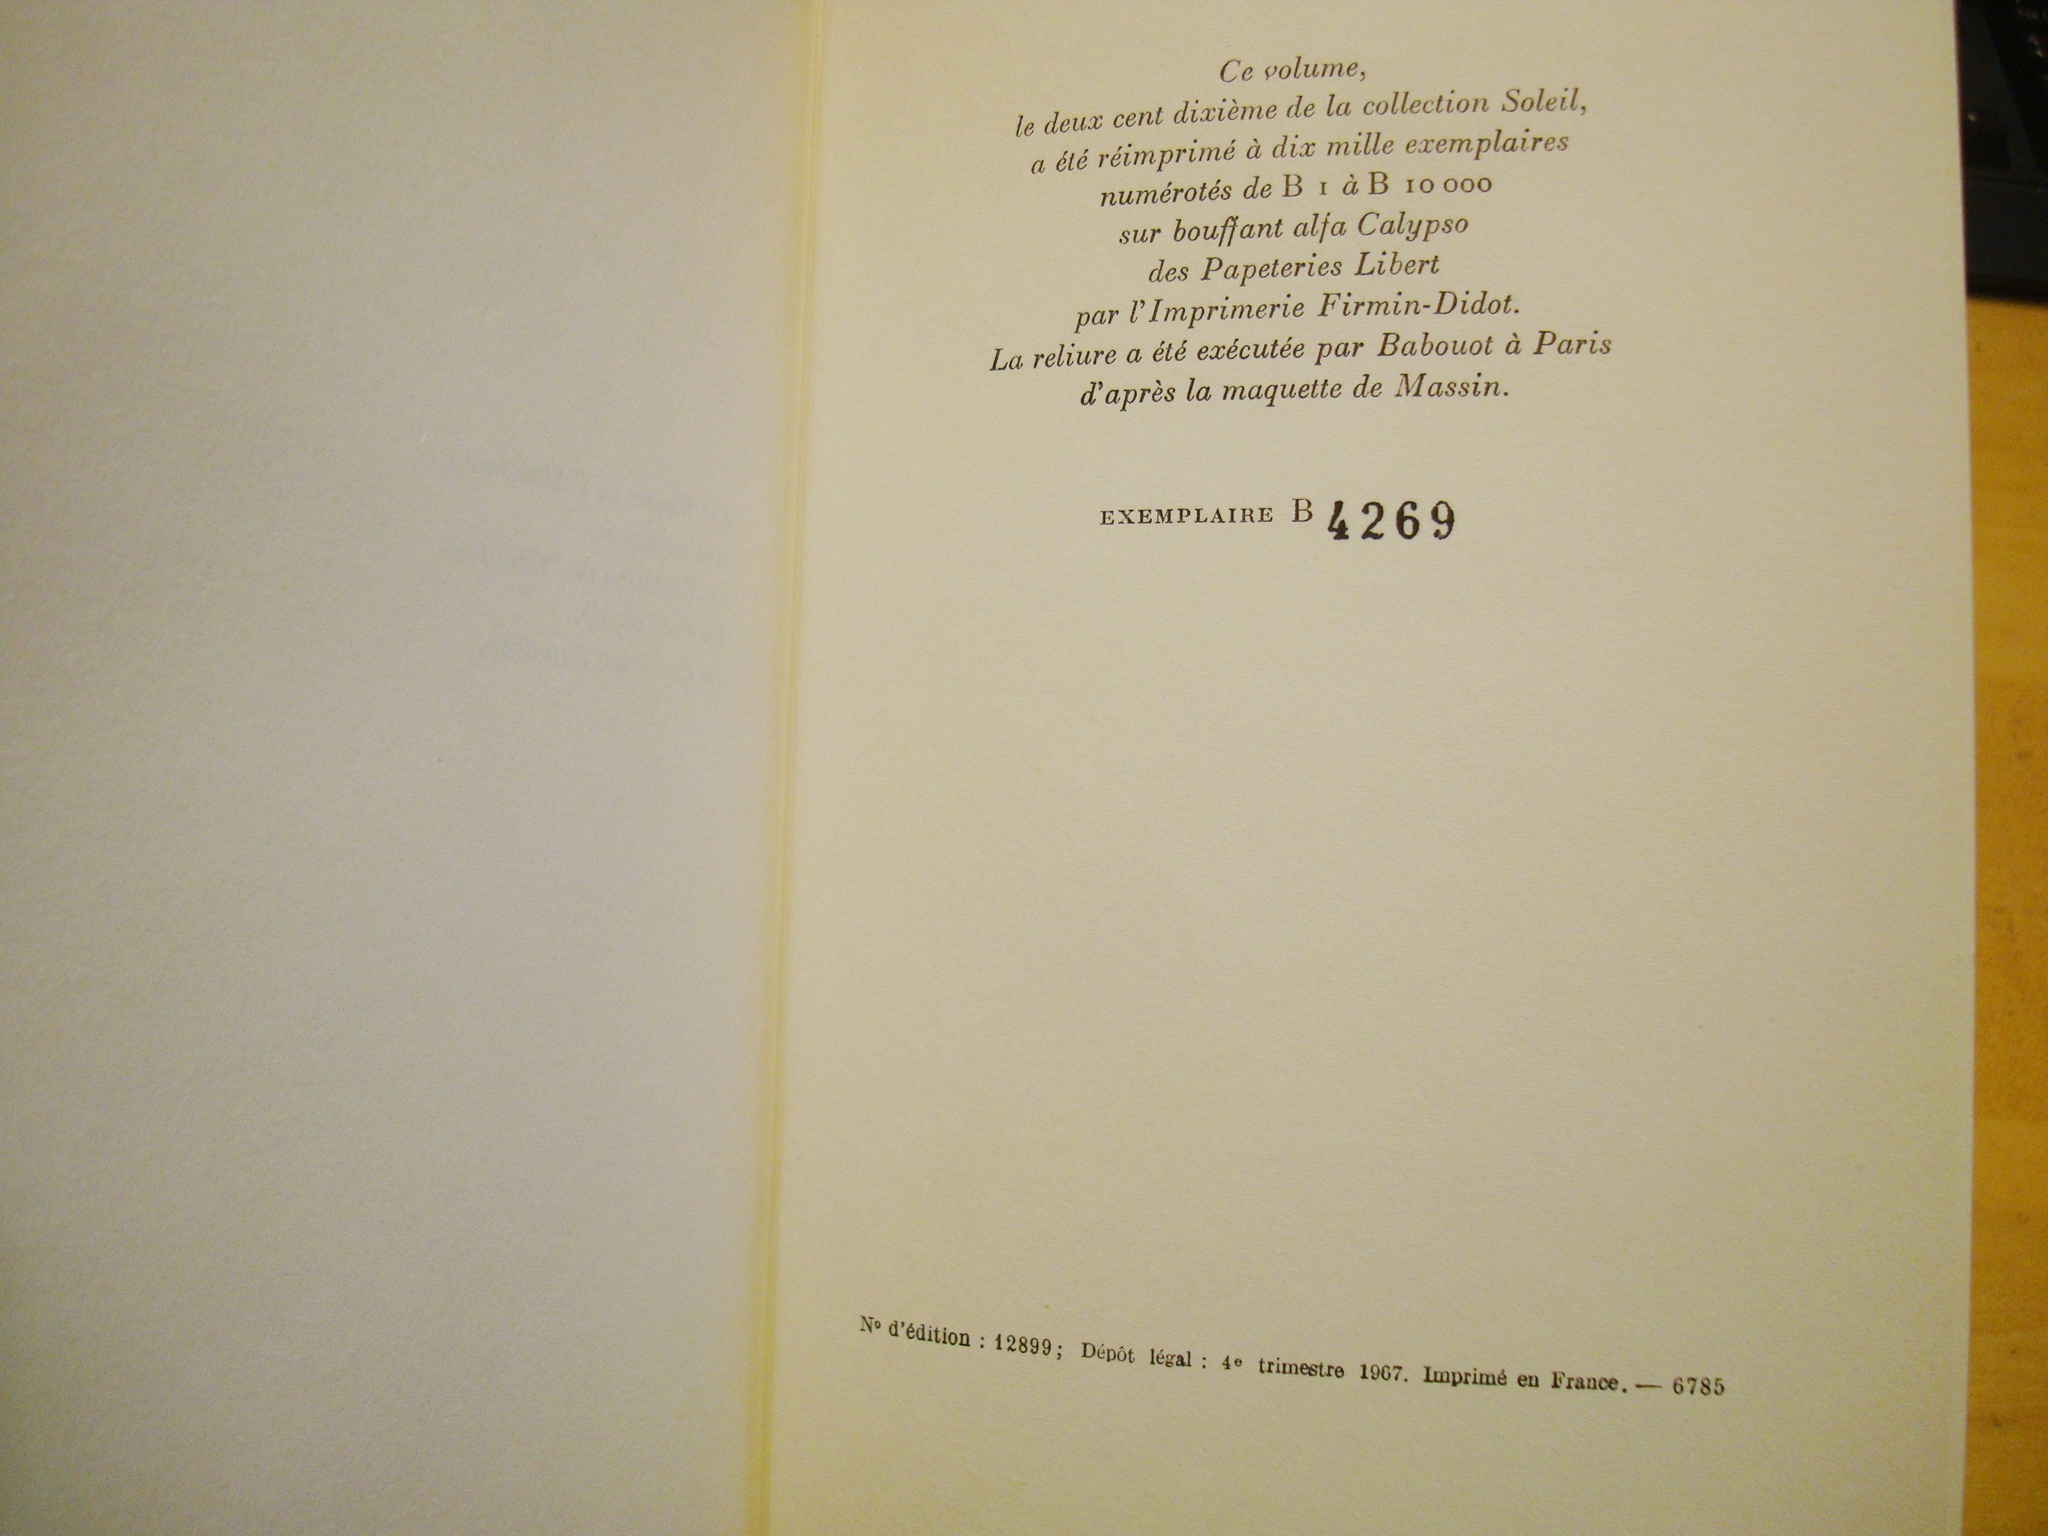 Ce volume,
le deux cent dixième de la collection Soleil,
a été réimprimé à dix mille exemplaires
numérotés de B 1 à B 10 000
sur bouffant alfa Calypso
des Papeteries Libert
par l'Imprimerie Firmin-Didot.
La reliure a été exécutée par Babouot à Paris
d'après la maquette de Massin.
EXEMPLAIRE B 4269
Nº d'édition : 12899; Dépôt légal : 4e trimestre 1967. Imprimé en France. — 6785